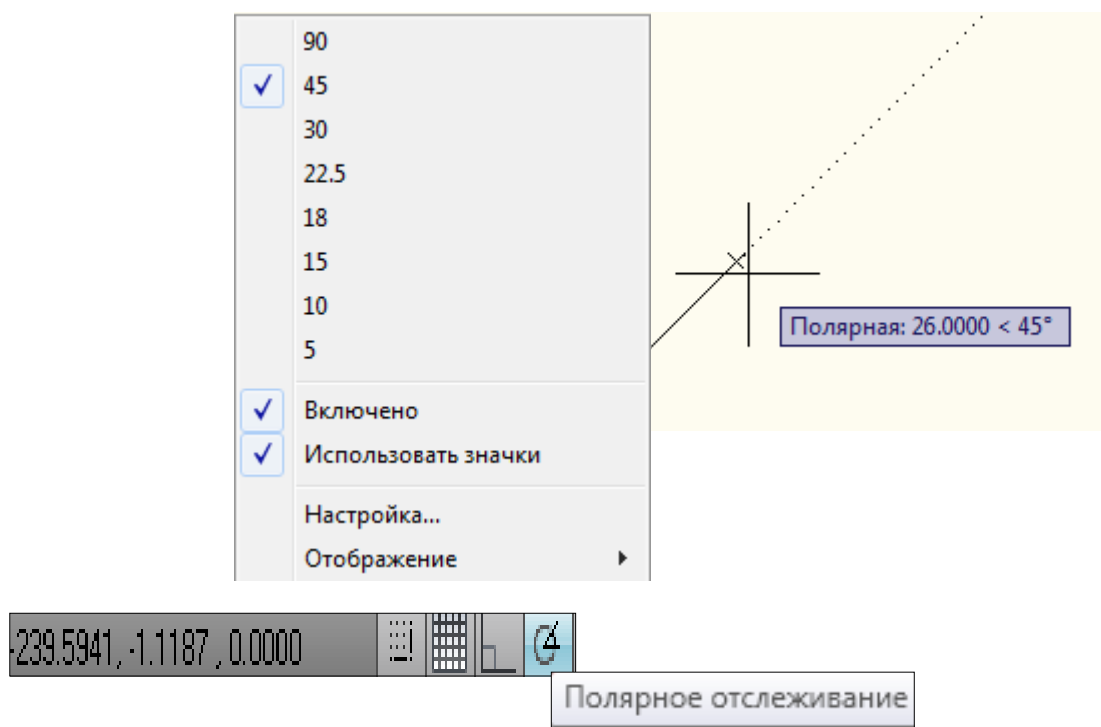 90
45
30
22.5
18
15
10
5
Включено
Использовать значки
Настройка...
Отображение
Полярная: 26.0000 < 45°
-239.5941, -1.1187 , 0.0000
Полярное отслеживание